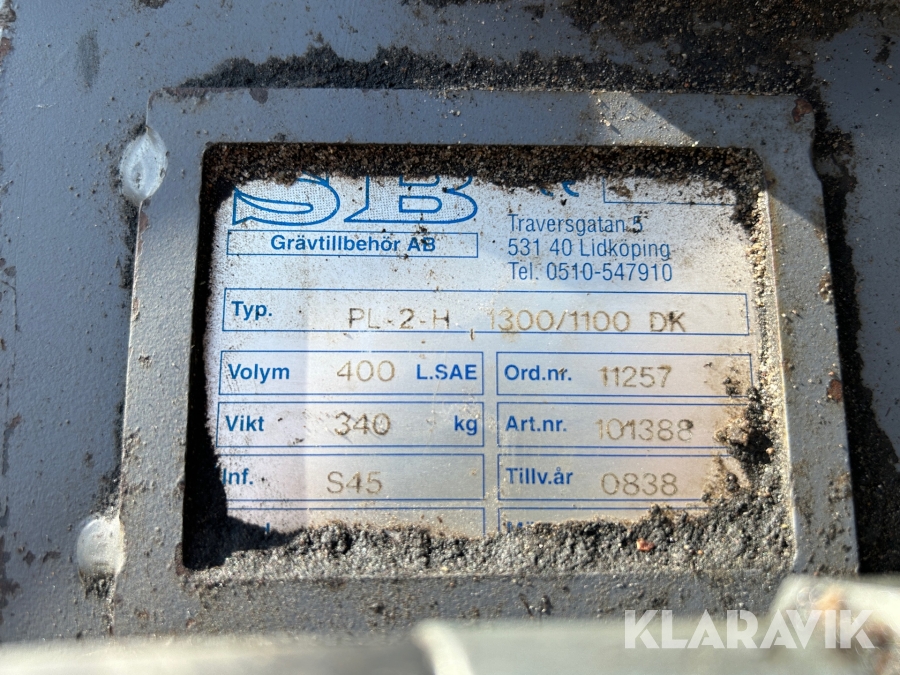 SB
Grävtillbehör AB
Traversgatan 5
531 40 Lidköping
Tel. 0510-547910
Typ. PL-2-H 1300/1100 DK
Volym 400 L.SAE Ord.nr. 11257
Vikt 340 kg Art.nr. 101388
Inf. S45 Tillv.år 0838
KLARAVIK